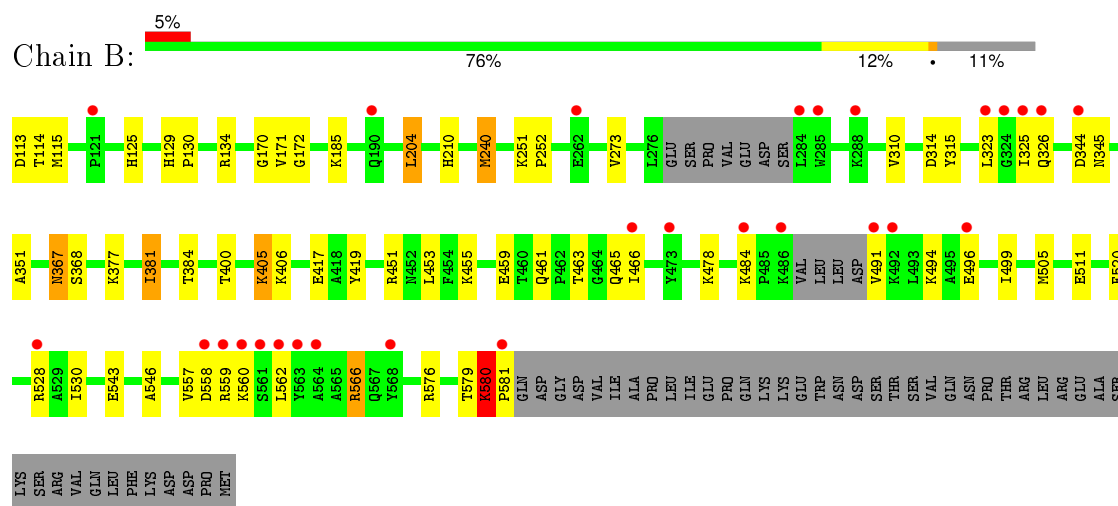 5%
Chain B:
76% 12% • 11%
D113 T114 M115 P121 H125 H129 P130 R134 G170 V171 G172 K185 Q190 L204 H210 M240 K251 P252 E262 V273 L276 GLU SER PRO VAL GLU ASP SER L284 W285 K288 V310 D314 Y315 L323 G324 I325 Q326 D344 N345
A351 N367 S368 K377 I381 T384 T400 K405 K406 E417 A418 Y419 R451 N452 L453 F454 K455 E459 T460 Q461 P462 T463 G464 Q465 I466 Y473 K478 K484 P485 K486 VAL LEU LEU ASP V491 K492 L493 K494 A495 E496 I499 M505 E511
R528 A529 I530 E543 A546 V557 D558 R559 K560 S561 L562 Y563 A564 A565 R566 Q567 Y568 R576 T579 K580 P581 GLN ASP GLY ASP VAL ILE ALA PRO LEU ILE GLU PRO GLN LYS LYS GLU TRP ASN ASP SER THR SER VAL GLN ASN PRO THR ARG LEU ARG GLU ALA SER
LYS SER ARG VAL GLN LEU PHE LYS ASP ASP PRO MET